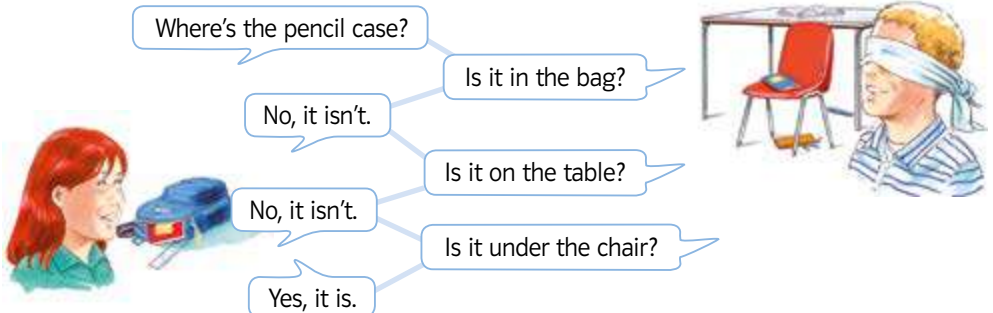 Where's the pencil case?
Is it in the bag?
No, it isn't.
Is it on the table?
No, it isn't.
Is it under the chair?
Yes, it is.